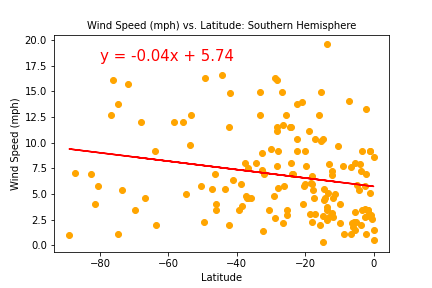 Wind Speed (mph) vs. Latitude: Southern Hemisphere
y = -0.04x + 5.74
Wind Speed (mph)
20.0
17.5
15.0
12.5
10.0
7.5
5.0
2.5
0.0
−80 −60 −40 −20 0
Latitude